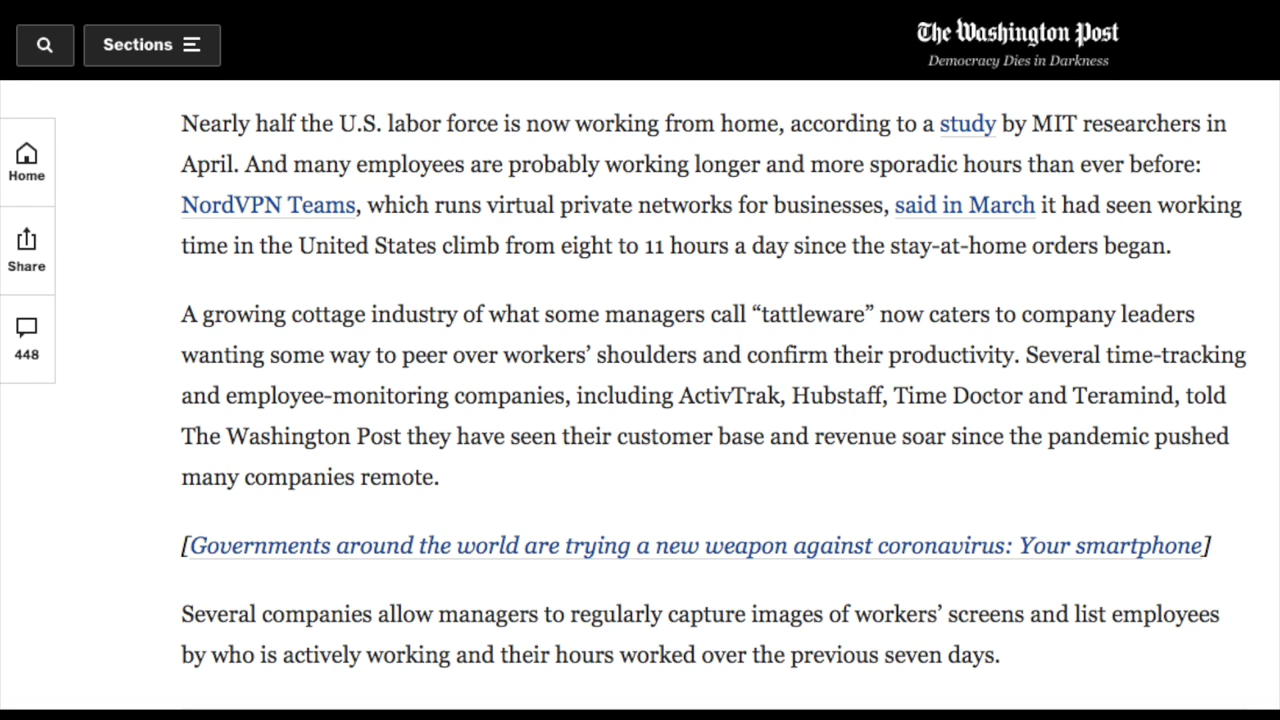 Sections
The Washington Post
Democracy Dies in Darkness
Home
Share
448
Nearly half the U.S. labor force is now working from home, according to a study by MIT researchers in
April. And many employees are probably working longer and more sporadic hours than ever before:
NordVPN Teams, which runs virtual private networks for businesses, said in March it had seen working
time in the United States climb from eight to 11 hours a day since the stay-at-home orders began.
A growing cottage industry of what some managers call “tattleware” now caters to company leaders
wanting some way to peer over workers’ shoulders and confirm their productivity. Several time-tracking
and employee-monitoring companies, including ActivTrak, Hubstaff, Time Doctor and Teramind, told
The Washington Post they have seen their customer base and revenue soar since the pandemic pushed
many companies remote.
[Governments around the world are trying a new weapon against coronavirus: Your smartphone]
Several companies allow managers to regularly capture images of workers’ screens and list employees
by who is actively working and their hours worked over the previous seven days.